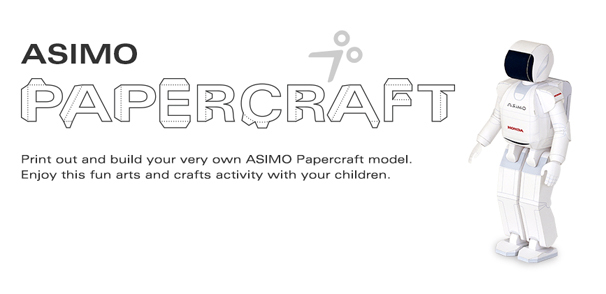 ASIMO
PAPERCRAFT
Print out and build your very own ASIMO Papercraft model.
Enjoy this fun arts and crafts activity with your children.
ASIMO
HONDA